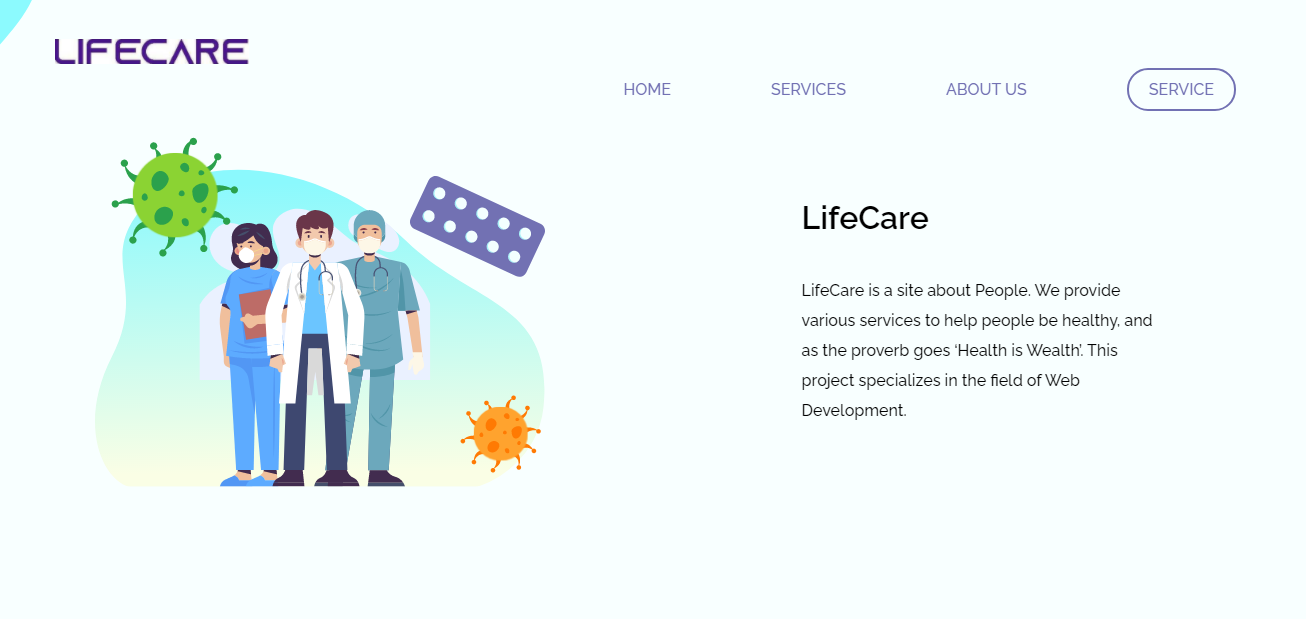 LIFECARE
HOME
SERVICES
ABOUT US
SERVICE
LifeCare
LifeCare is a site about People. We provide
various services to help people be healthy, and
as the proverb goes ‘Health is Wealth’. This
project specializes in the field of Web
Development.